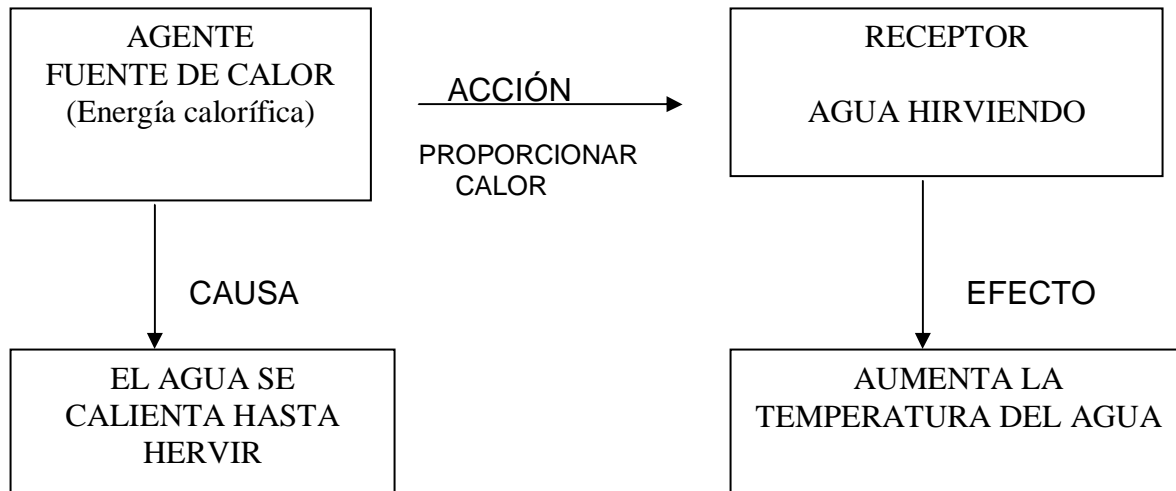 AGENTE
FUENTE DE CALOR
(Energía calorífica)
ACCIÓN
PROPORCIONAR
CALOR
RECEPTOR
AGUA HIRVIENDO
CAUSA
EFECTO
EL AGUA SE
CALIENTA HASTA
HERVIR
AUMENTA LA
TEMPERATURA DEL AGUA